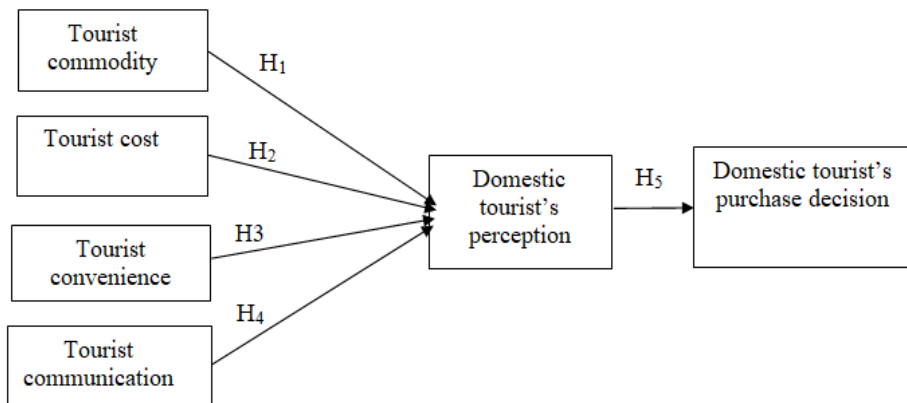 Tourist
commodity
H₁
Tourist cost
H₂
Tourist
convenience
H3
Tourist
communication
H₄
Domestic
tourist's
perception
H₅
Domestic tourist's
purchase decision